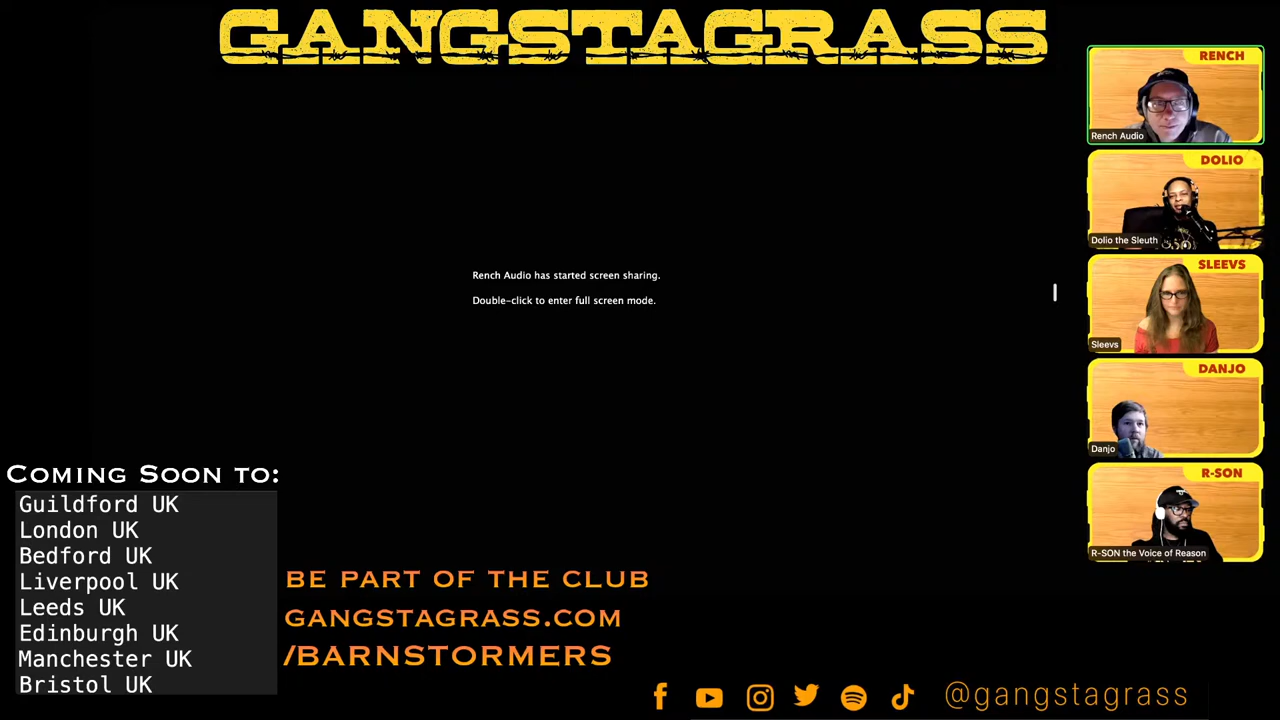 GANGSTAGRASS
RENCH
Rench Audio
DOLIO
Dolio the Sleuth
SLEEVS
Sleevs
DANJO
Danjo
R-SON
R-SON the Voice of Reason
Rench Audio has started screen sharing.
Double-click to enter full screen mode.
COMING SOON TO:
Guildford UK
London UK
Bedford UK
Liverpool UK
Leeds UK
Edinburgh UK
Manchester UK
Bristol UK
BE PART OF THE CLUB
GANGSTAGRASS.COM
/BARNSTORMERS
@gangstagrass